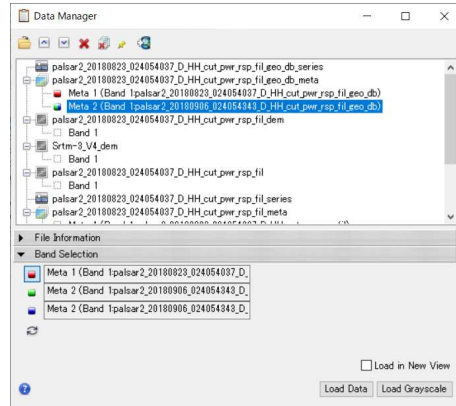 Data Manager
palsar2_20180823_024054037_D_HH_cut_pwr_rsp_fil_geo_db_series
palsar2_20180823_024054037_D_HH_cut_pwr_rsp_fil_geo_db_meta
Meta 1 (Band 1:palsar2_20180823_024054037_D_HH_cut_pwr_rsp_fil_geo_db)
Meta 2 (Band 1:palsar2_20180906_024054343_D_HH_cut_pwr_rsp_fil_geo_db)
palsar2_20180823_024054037_D_HH_cut_pwr_rsp_fil_dem
Band 1
Srtm-3_V4_dem
Band 1
palsar2_20180823_024054037_D_HH_cut_pwr_rsp_fil
Band 1
palsar2_20180823_024054037_D_HH_cut_pwr_rsp_fil_series
palsar2_20180823_024054037_D_HH_cut_pwr_rsp_fil_meta
File Information
Band Selection
Meta 1 (Band 1:palsar2_20180823_024054037_D_
Meta 2 (Band 1:palsar2_20180906_024054343_D_
Meta 2 (Band 1:palsar2_20180906_024054343_D_
Load in New View
Load Data Load Grayscale